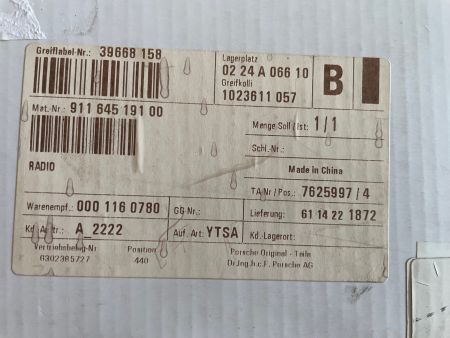 Greiflabel-Nr.: 39668 158
Lagerplatz
02 24 A 066 10
Greifkolli
1023611 057
B
Mat.-Nr.: 911 645 191 00
Menge Soll / Ist: 1/1
Schl.-Nr.:
RADIO
Made in China
TA Nr / Pos.: 7625997 / 4
Warenempf.: 000 116 0780
GG Nr.:
Lieferung: 61 14 22 1872
Kd.-Auftr.: A 2222
Auf. Art: YTSA
Kd.-Lagerort:
Vertriebsbeleg-Nr
Position
Porsche Original - Teile
6302385727
440
Dr.Ing.h.c.F. Porsche AG